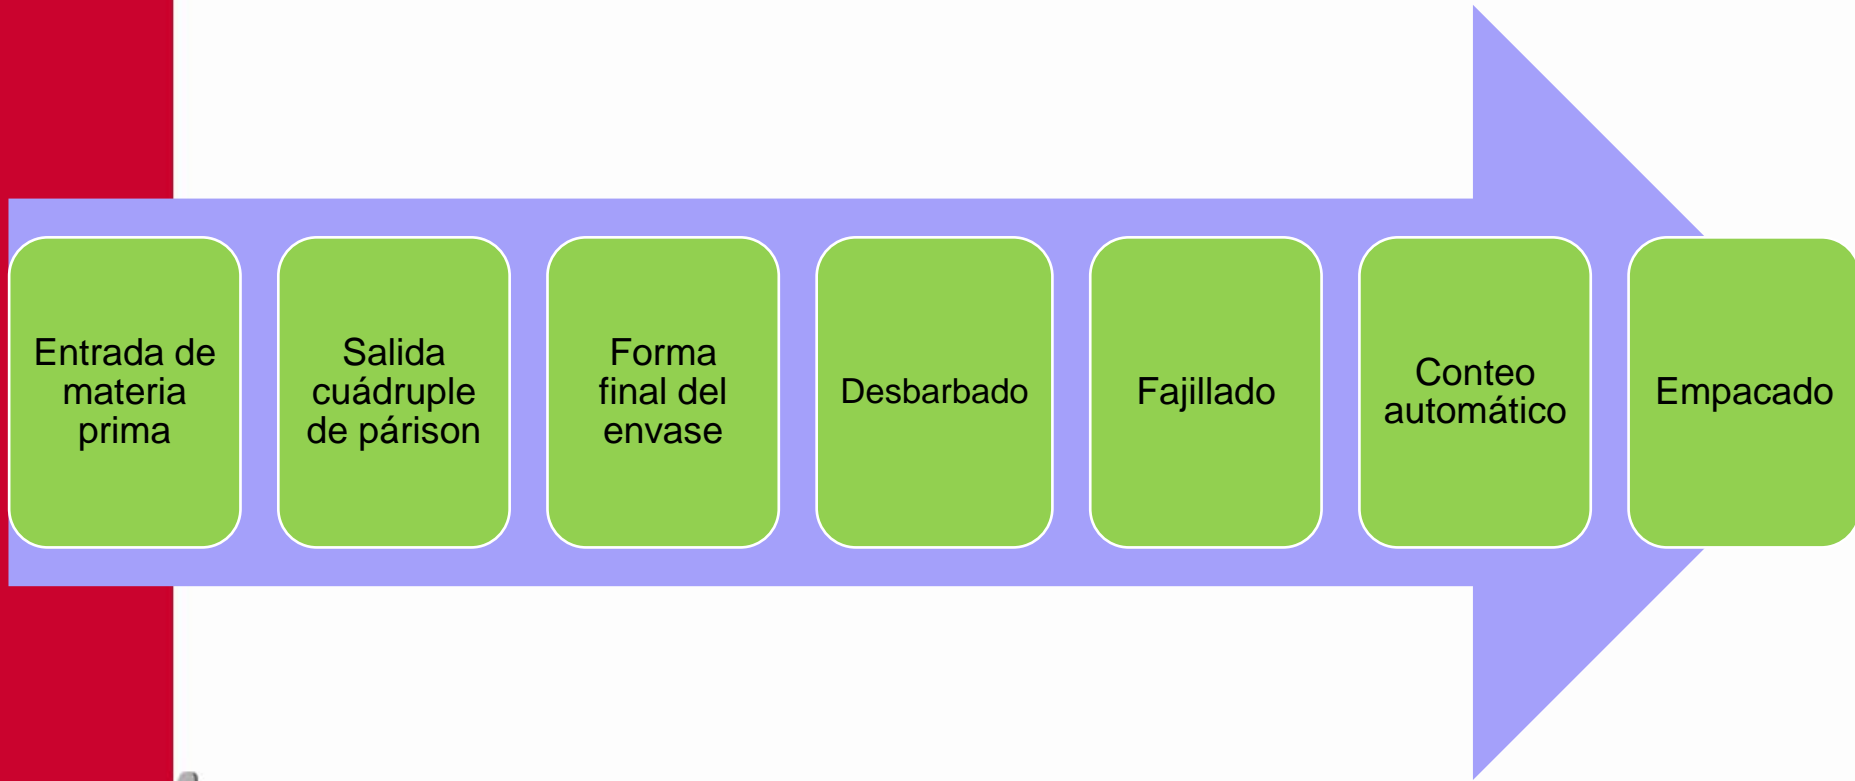 Entrada de
materia
prima
Salida
cuádruple
de párison
Forma
final del
envase
Desbarbado
Fajillado
Conteo
automático
Empacado